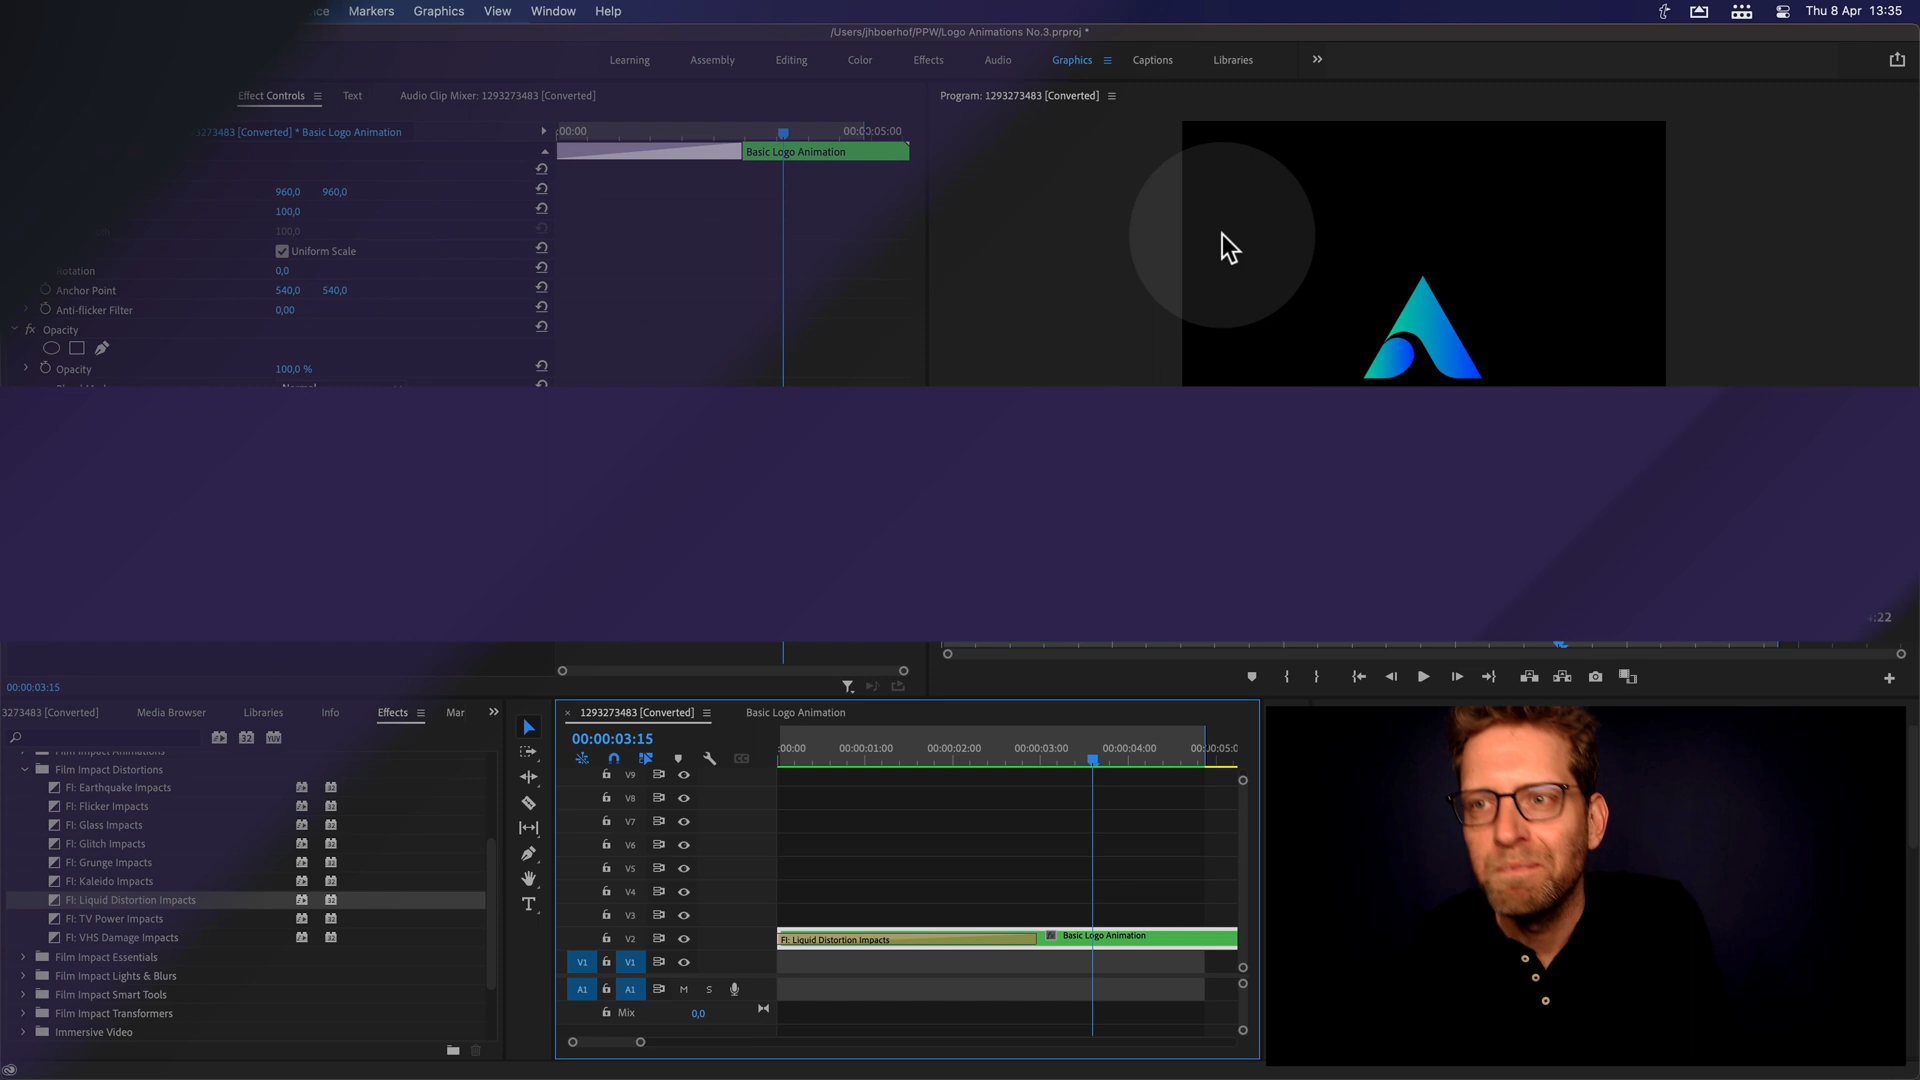 Markers Graphics View Window Help Thu 8 Apr 13:35
/Users/jhboerhof/PPW/Logo Animations No.3.prproj *
Learning Assembly Editing Color Effects Audio Graphics Captions Libraries
Effect Controls Text Audio Clip Mixer: 1293273483 [Converted] Program: 1293273483 [Converted]
3273483 [Converted] * Basic Logo Animation :00:00 00:00:05:00
Basic Logo Animation
960,0 960,0
100,0
100,0
Uniform Scale
Rotation 0,0
Anchor Point 540,0 540,0
Anti-flicker Filter 0,00
fx Opacity
Opacity 100,0 %
:22
00:00:03:15
3273483 [Converted] Media Browser Libraries Info Effects Mar
Film Impact Animations
Film Impact Distortions
FI: Earthquake Impacts
FI: Flicker Impacts
FI: Glass Impacts
FI: Glitch Impacts
FI: Grunge Impacts
FI: Kaleido Impacts
FI: Liquid Distortion Impacts
FI: TV Power Impacts
FI: VHS Damage Impacts
Film Impact Essentials
Film Impact Lights & Blurs
Film Impact Smart Tools
Film Impact Transformers
Immersive Video
1293273483 [Converted] Basic Logo Animation
00:00:03:15
:00:00 00:00:01:00 00:00:02:00 00:00:03:00 00:00:04:00 00:00:05:0
V9
V8
V7
V6
V5
V4
V3
V2 FI: Liquid Distortion Impacts Basic Logo Animation
V1 V1
A1 A1 M S
Mix 0,0